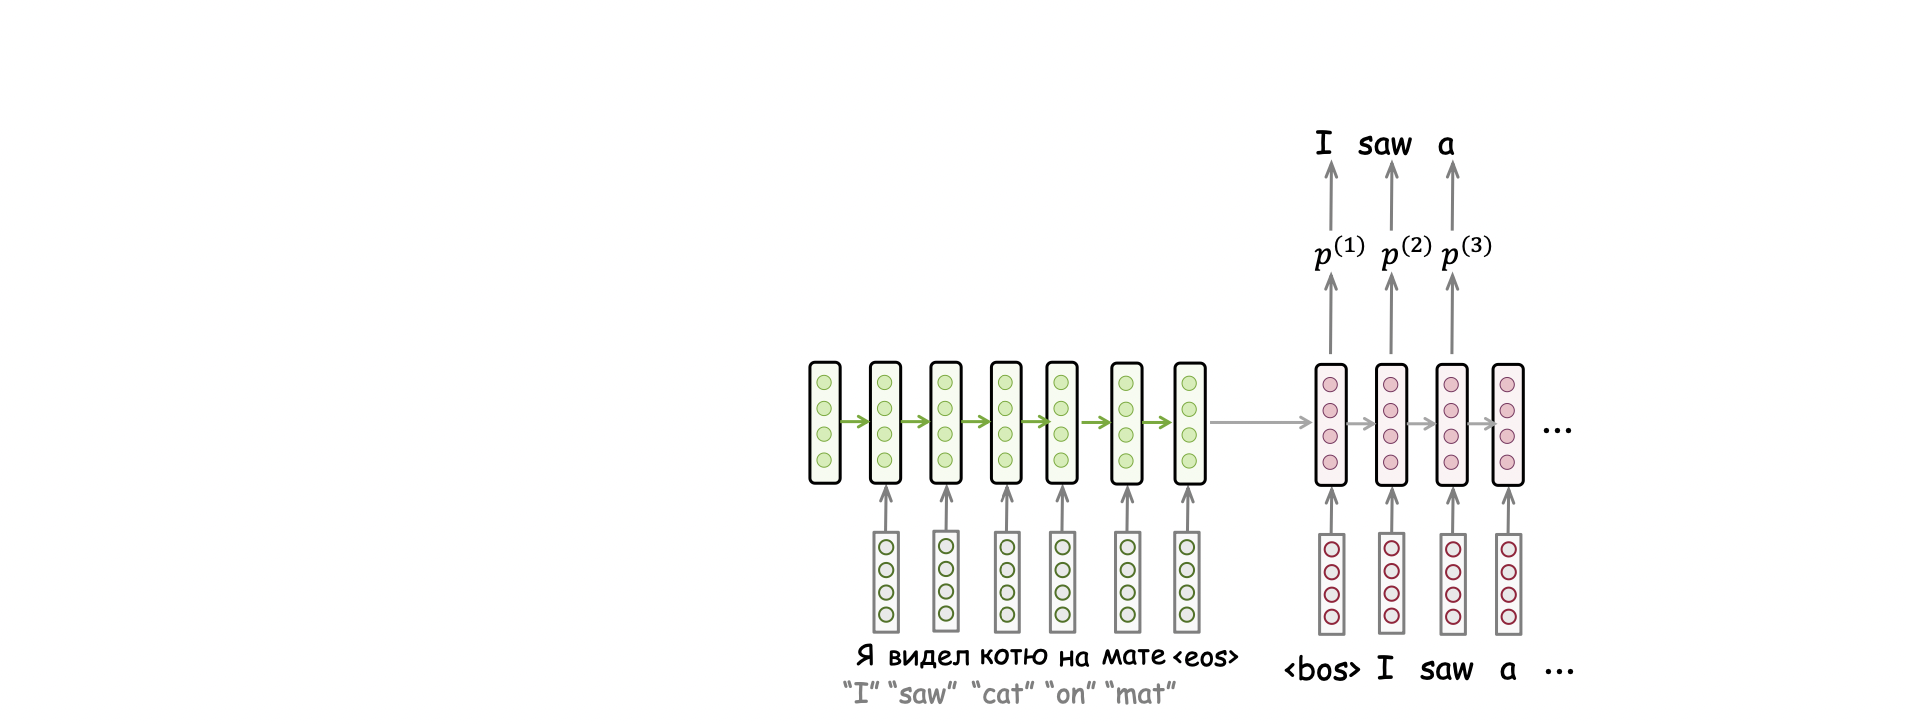 I saw a
p(1) p(2) p(3)
...
Я видел котю на мате <eos>
“I” “saw” “cat” “on” “mat”
<bos> I saw a ...